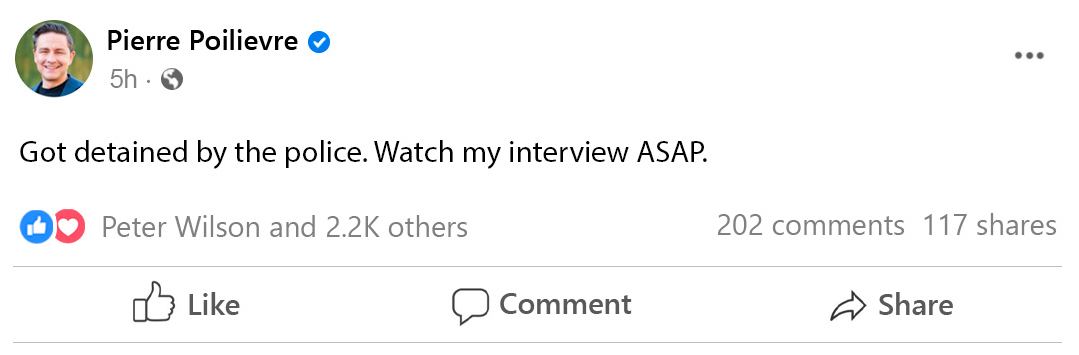 Pierre Poilievre
5h ·
Got detained by the police. Watch my interview ASAP.
Peter Wilson and 2.2K others 202 comments 117 shares
Like Comment Share